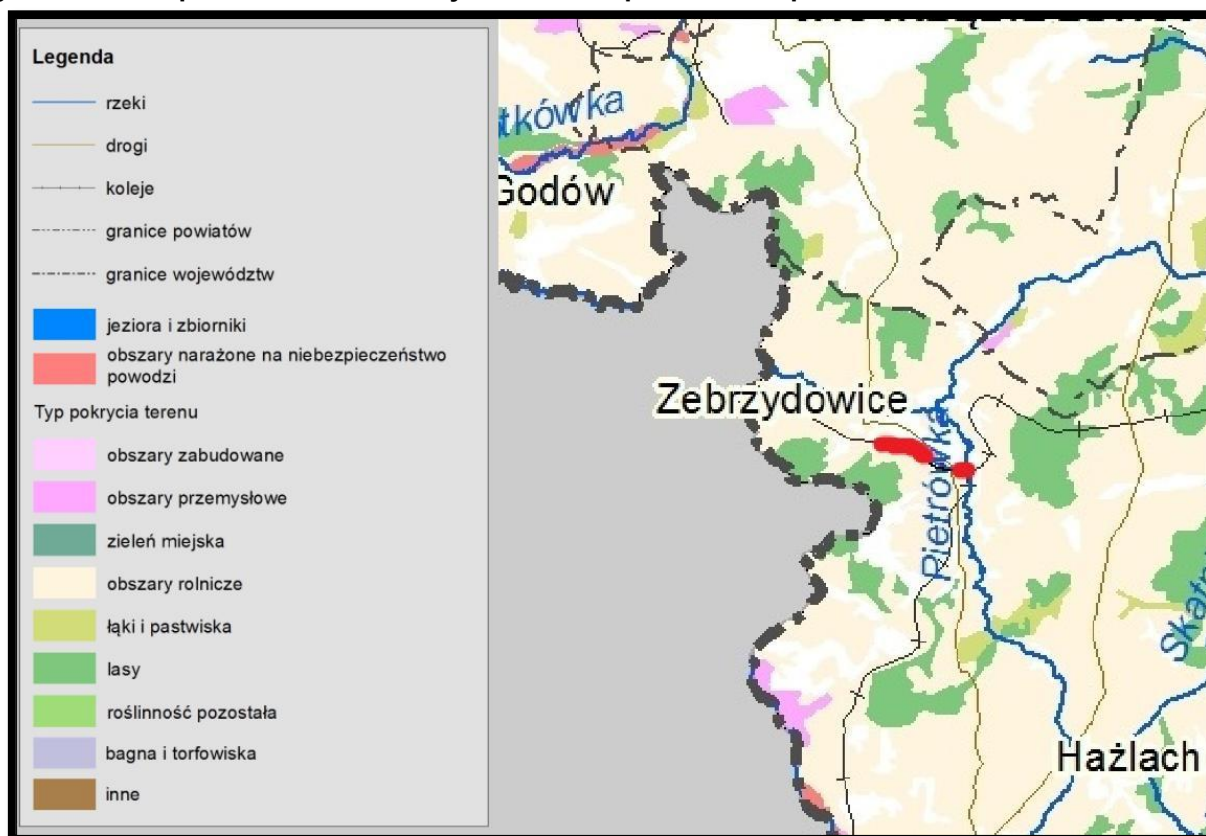 Legenda
rzeki
drogi
koleje
granice powiatów
granice województw
jeziora i zbiorniki
obszary narażone na niebezpieczeństwo
powodzi
Typ pokrycia terenu
obszary zabudowane
obszary przemysłowe
zieleń miejska
obszary rolnicze
łąki i pastwiska
lasy
roślinność pozostała
bagna i torfowiska
inne
tkówka
Godów
Zebrzydowice
Pietrówka
Hażlach